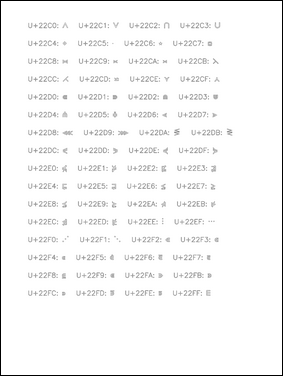 U+22C0: ⋀ U+22C1: ⋁ U+22C2: ⋂ U+22C3: ⋃
U+22C4: ⋄ U+22C5: ⋅ U+22C6: ⋆ U+22C7: ⋇
U+22C8: ⋈ U+22C9: ⋉ U+22CA: ⋊ U+22CB: ⋋
U+22CC: ⋌ U+22CD: ⋍ U+22CE: ⋎ U+22CF: ⋏
U+22D0: ⋐ U+22D1: ⋑ U+22D2: ⋒ U+22D3: ⋓
U+22D4: ⋔ U+22D5: ⋕ U+22D6: ⋖ U+22D7: ⋗
U+22D8: ⋘ U+22D9: ⋙ U+22DA: ⋚ U+22DB: ⋛
U+22DC: ⋜ U+22DD: ⋝ U+22DE: ⋞ U+22DF: ⋟
U+22E0: ⋠ U+22E1: ⋡ U+22E2: ⋢ U+22E3: ⋣
U+22E4: ⋤ U+22E5: ⋥ U+22E6: ⋦ U+22E7: ⋧
U+22E8: ⋨ U+22E9: ⋩ U+22EA: ⋪ U+22EB: ⋫
U+22EC: ⋬ U+22ED: ⋭ U+22EE: ⋮ U+22EF: ⋯
U+22F0: ⋰ U+22F1: ⋱ U+22F2: ⋲ U+22F3: ⋳
U+22F4: ⋴ U+22F5: ⋵ U+22F6: ⋶ U+22F7: ⋷
U+22F8: ⋸ U+22F9: ⋹ U+22FA: ⋺ U+22FB: ⋻
U+22FC: ⋼ U+22FD: ⋽ U+22FE: ⋾ U+22FF: ⋿